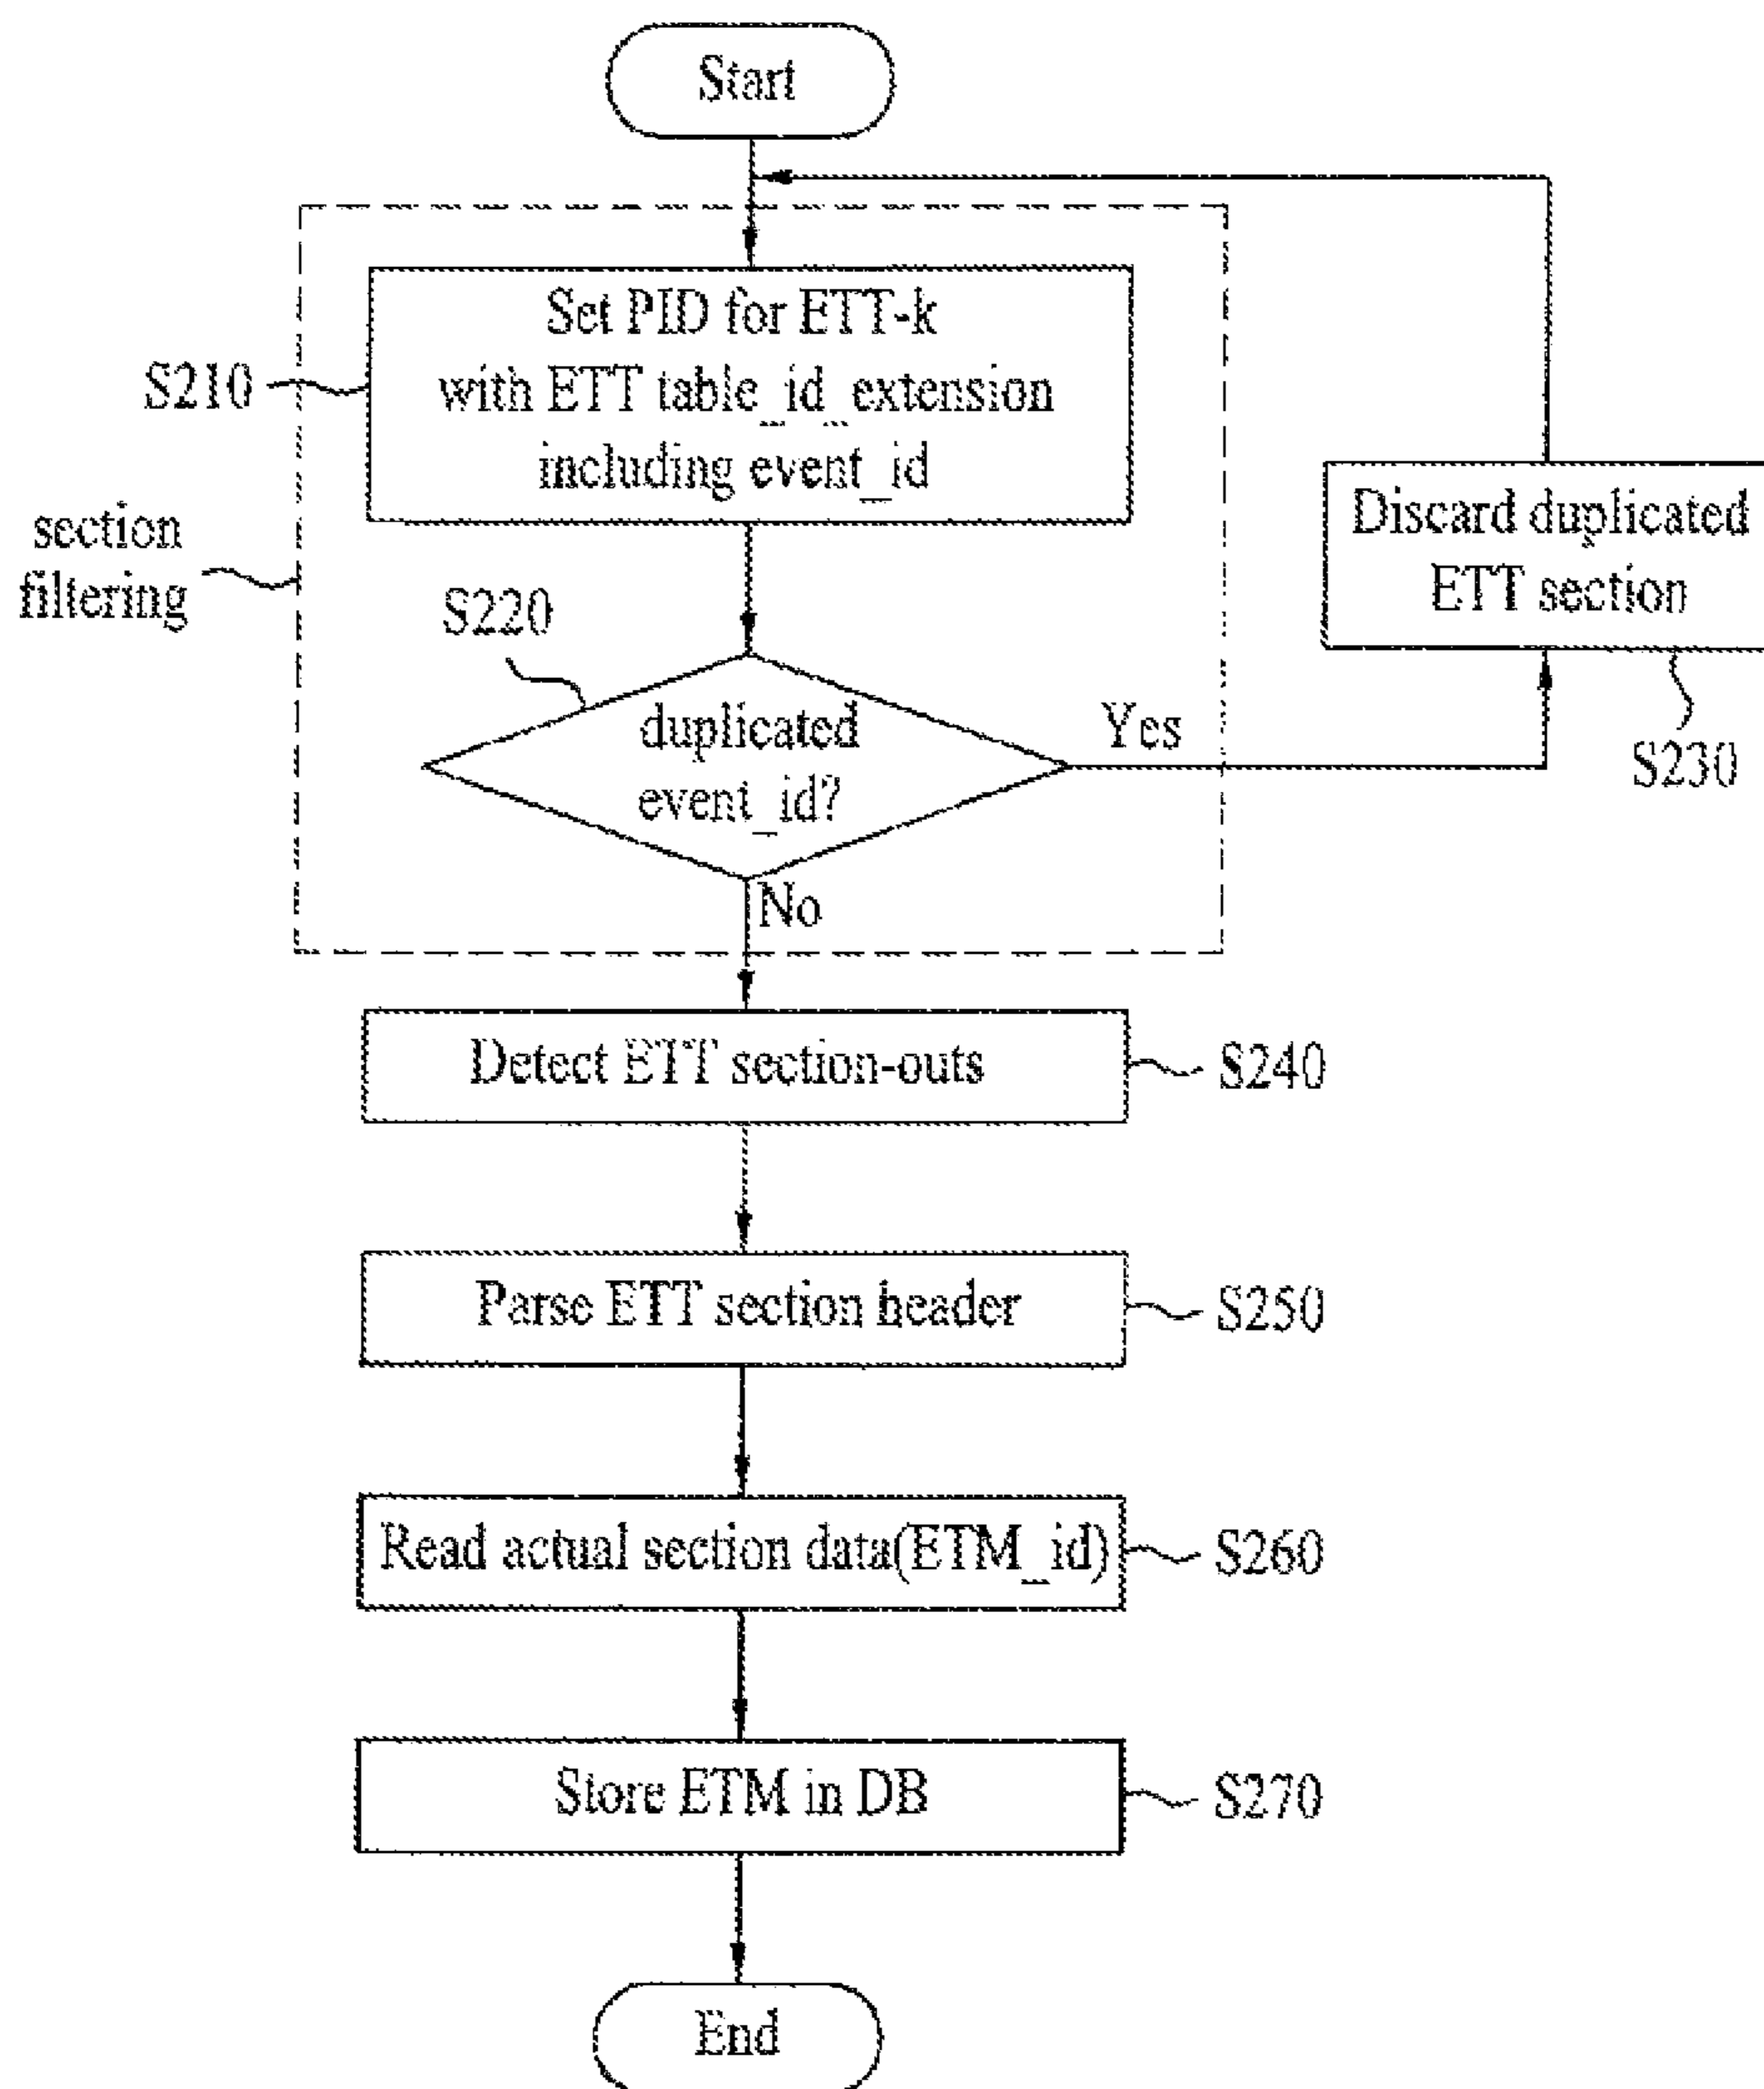 Start
Set PID for ETT-k
with ETT table_id_extension
including event_id
S210
section
filtering
Discard duplicated
ETT section
S230
S220
duplicated
event_id?
Yes
No
Detect ETT section-outs
S240
Parse ETT section header
S250
Read actual section data(ETM_id)
S260
Store ETM in DB
S270
End